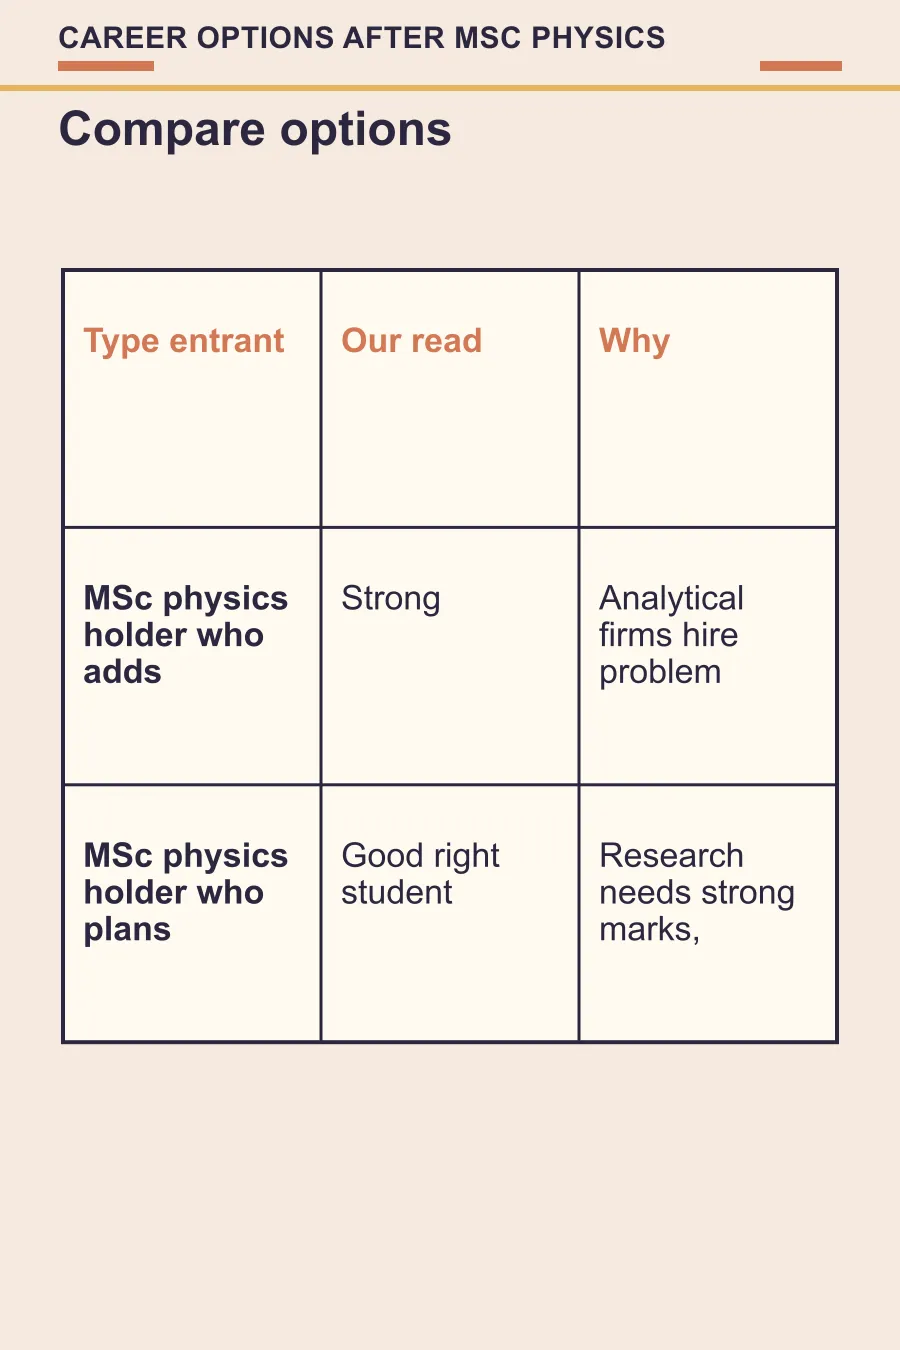 CAREER OPTIONS AFTER MSC PHYSICS
Compare options
Type entrant
Our read
Why
MSc physics
holder who
adds
Strong
Analytical
firms hire
problem
MSc physics
holder who
plans
Good right
student
Research
needs strong
marks,